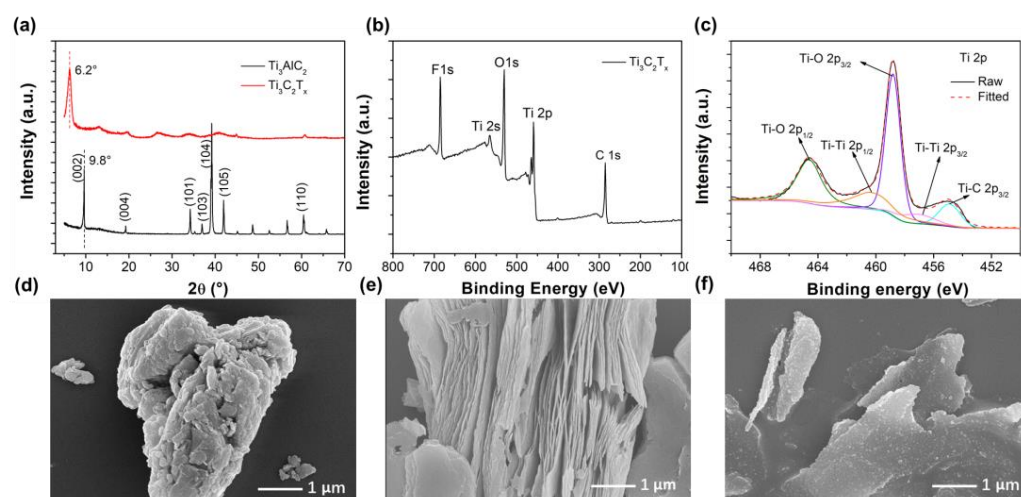 (a)
Intensity (a.u.)
6.2°
Ti₃AlC₂
Ti₃C₂Tₓ
(002)
9.8°
(004)
(101)
(103)
(104)
(105)
(110)
10 20 30 40 50 60 70
2θ (°)
(b)
Intensity (a.u.)
F1s
Ti 2s
O1s
Ti 2p
C 1s
Ti₃C₂Tₓ
800 700 600 500 400 300 200 100
Binding Energy (eV)
(c)
Intensity (a.u.)
Ti 2p
Raw
Fitted
Ti-O 2p₃/₂
Ti-O 2p₁/₂
Ti-Ti 2p₁/₂
Ti-Ti 2p₃/₂
Ti-C 2p₃/₂
468 464 460 456 452
Binding energy (eV)
(d)
1 μm
(e)
1 μm
(f)
1 μm